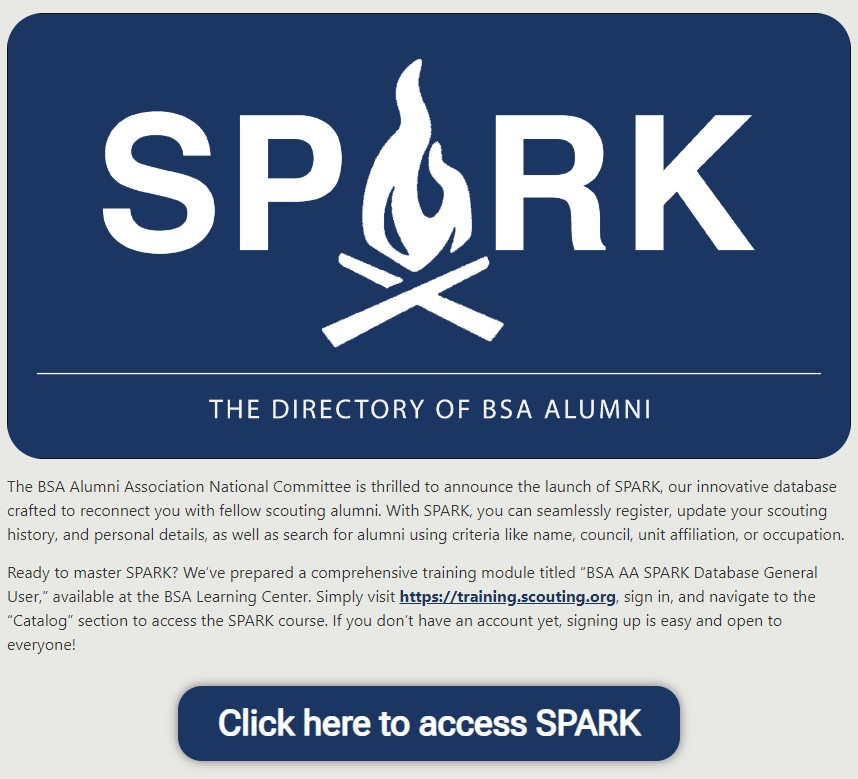 SPARK
THE DIRECTORY OF BSA ALUMNI
The BSA Alumni Association National Committee is thrilled to announce the launch of SPARK, our innovative database
crafted to reconnect you with fellow scouting alumni. With SPARK, you can seamlessly register, update your scouting
history, and personal details, as well as search for alumni using criteria like name, council, unit affiliation, or occupation.
Ready to master SPARK? We’ve prepared a comprehensive training module titled “BSA AA SPARK Database General
User,” available at the BSA Learning Center. Simply visit https://training.scouting.org, sign in, and navigate to the
“Catalog” section to access the SPARK course. If you don’t have an account yet, signing up is easy and open to
everyone!
Click here to access SPARK